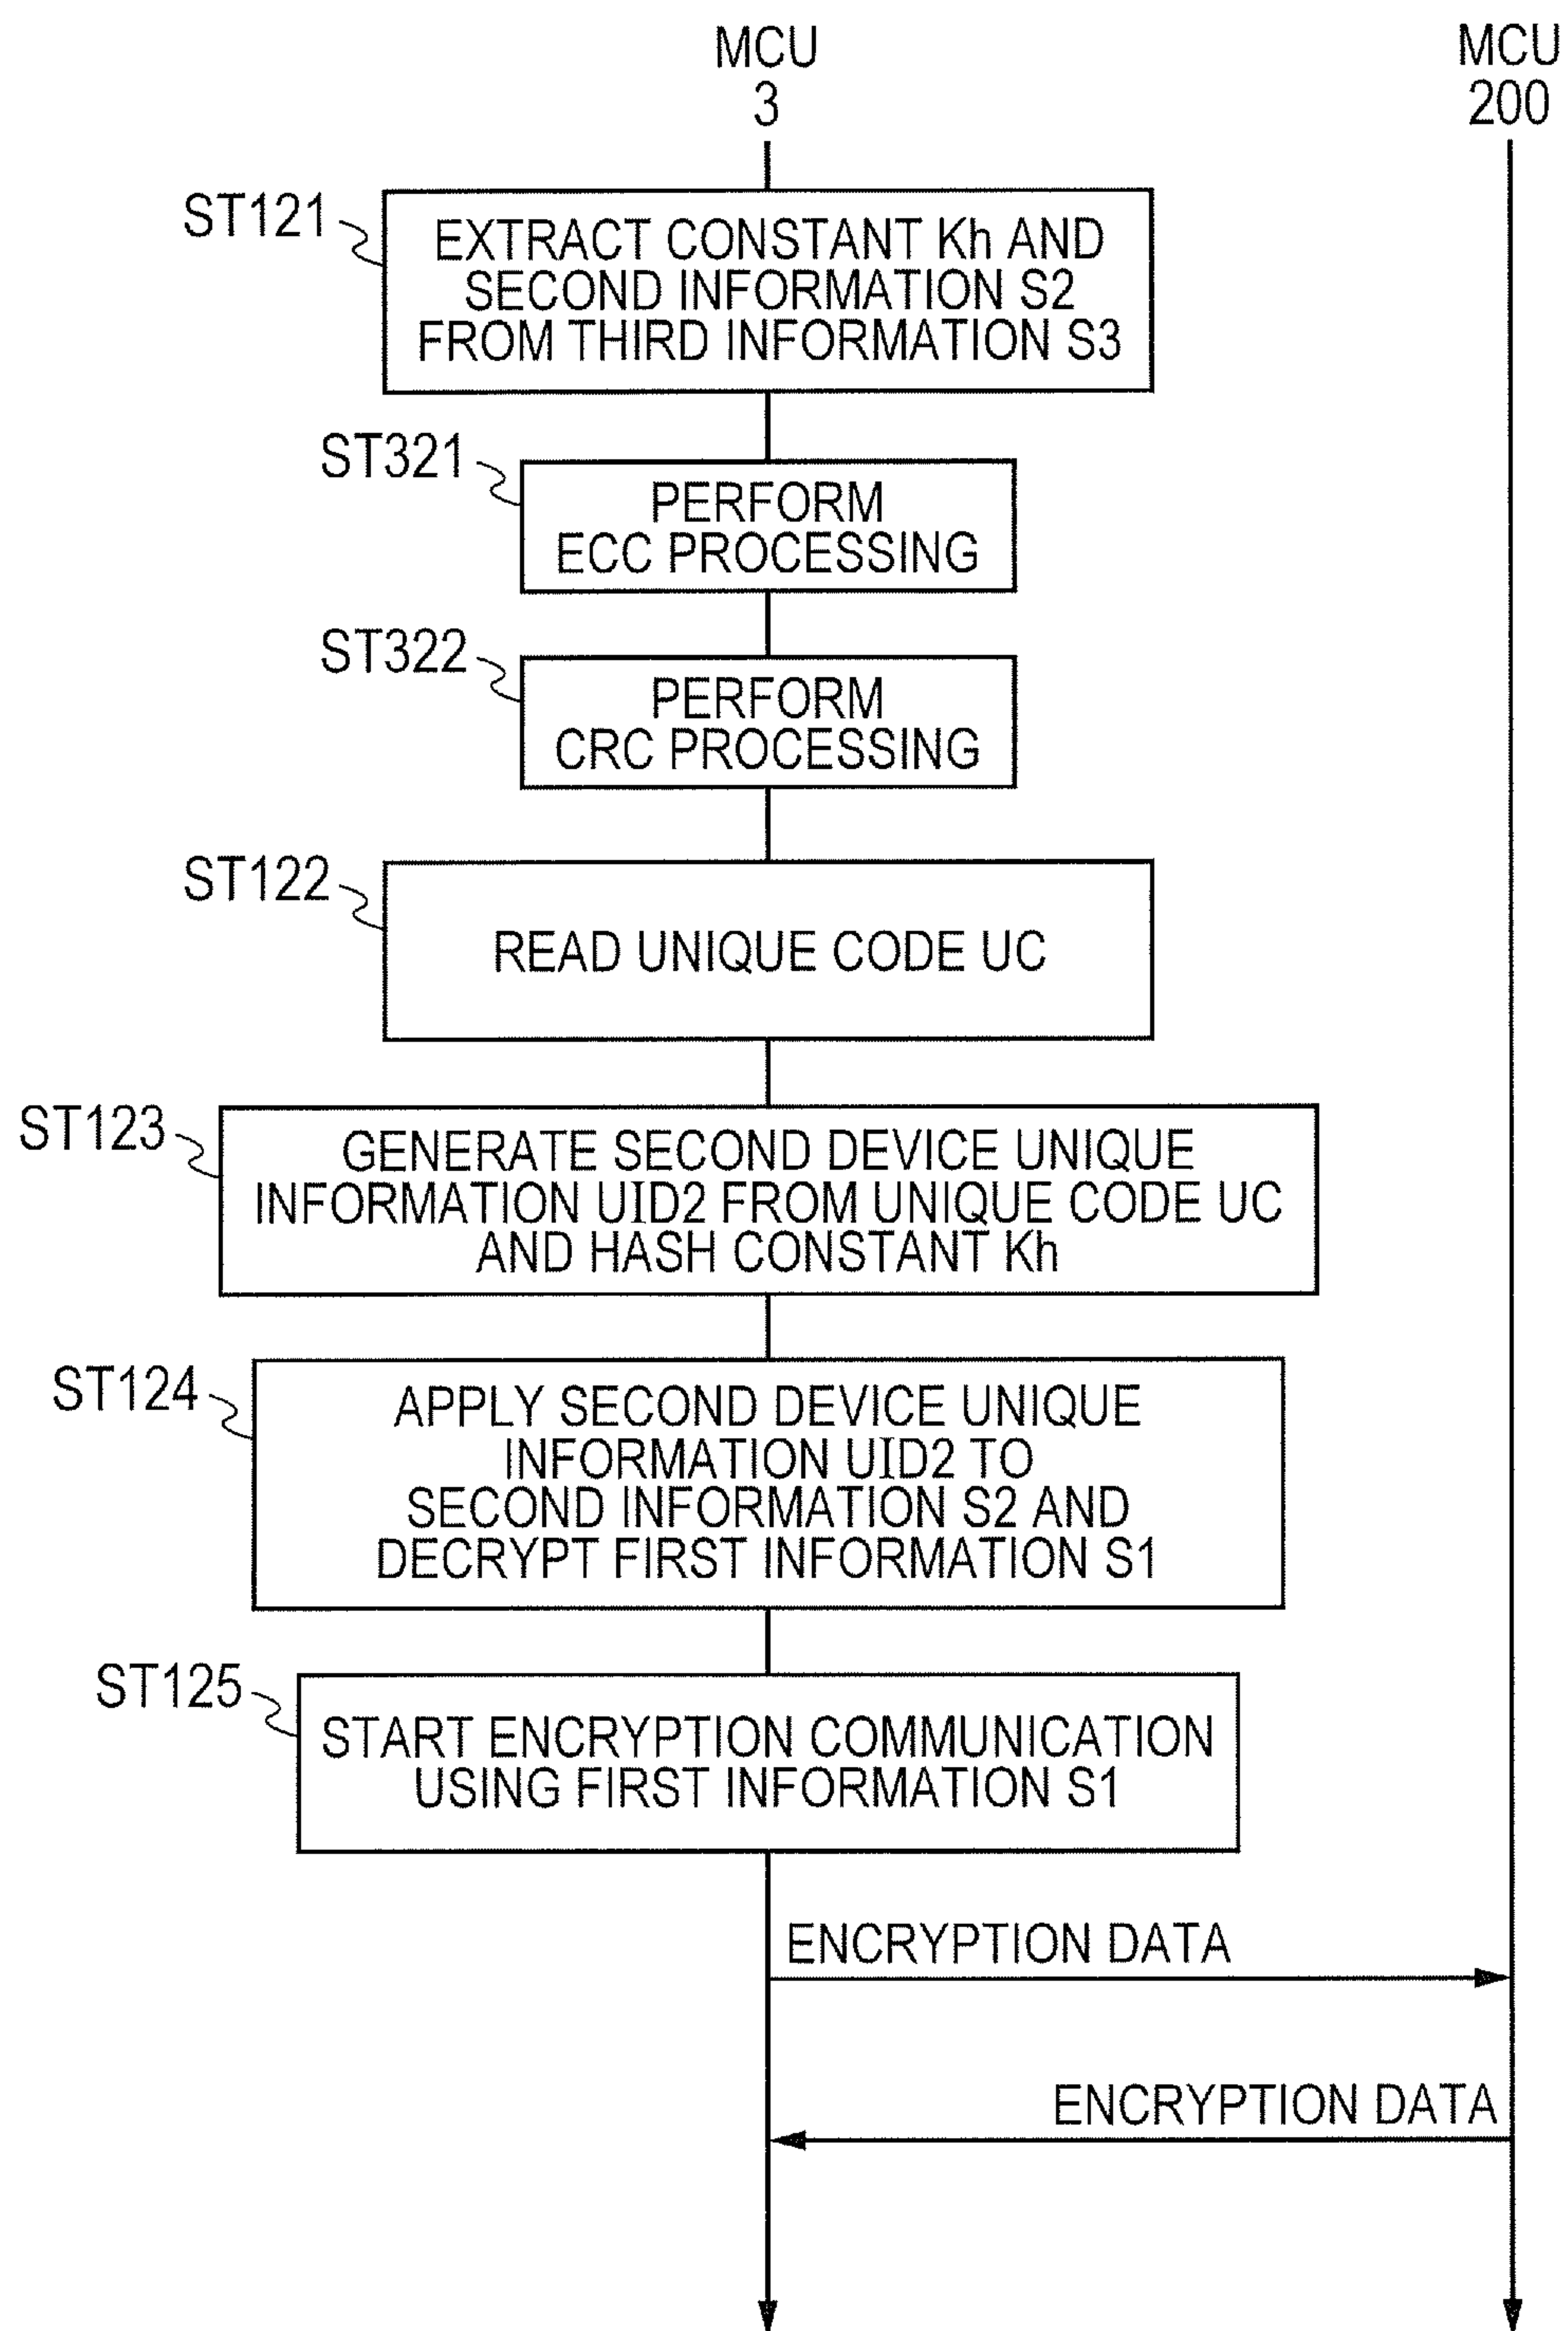 MCU
3
MCU
200
ST121
EXTRACT CONSTANT Kh AND
SECOND INFORMATION S2
FROM THIRD INFORMATION S3
ST321
PERFORM
ECC PROCESSING
ST322
PERFORM
CRC PROCESSING
ST122
READ UNIQUE CODE UC
ST123
GENERATE SECOND DEVICE UNIQUE
INFORMATION UID2 FROM UNIQUE CODE UC
AND HASH CONSTANT Kh
ST124
APPLY SECOND DEVICE UNIQUE
INFORMATION UID2 TO
SECOND INFORMATION S2 AND
DECRYPT FIRST INFORMATION S1
ST125
START ENCRYPTION COMMUNICATION
USING FIRST INFORMATION S1
ENCRYPTION DATA
ENCRYPTION DATA